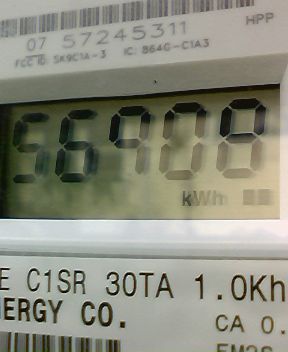 HPP
07 57245311
FCC ID: SK9C1A-3 IC: 864G-C1A3
56908
kWh
E C1SR 30TA 1.0Kh
ERGY CO.
CA 0.